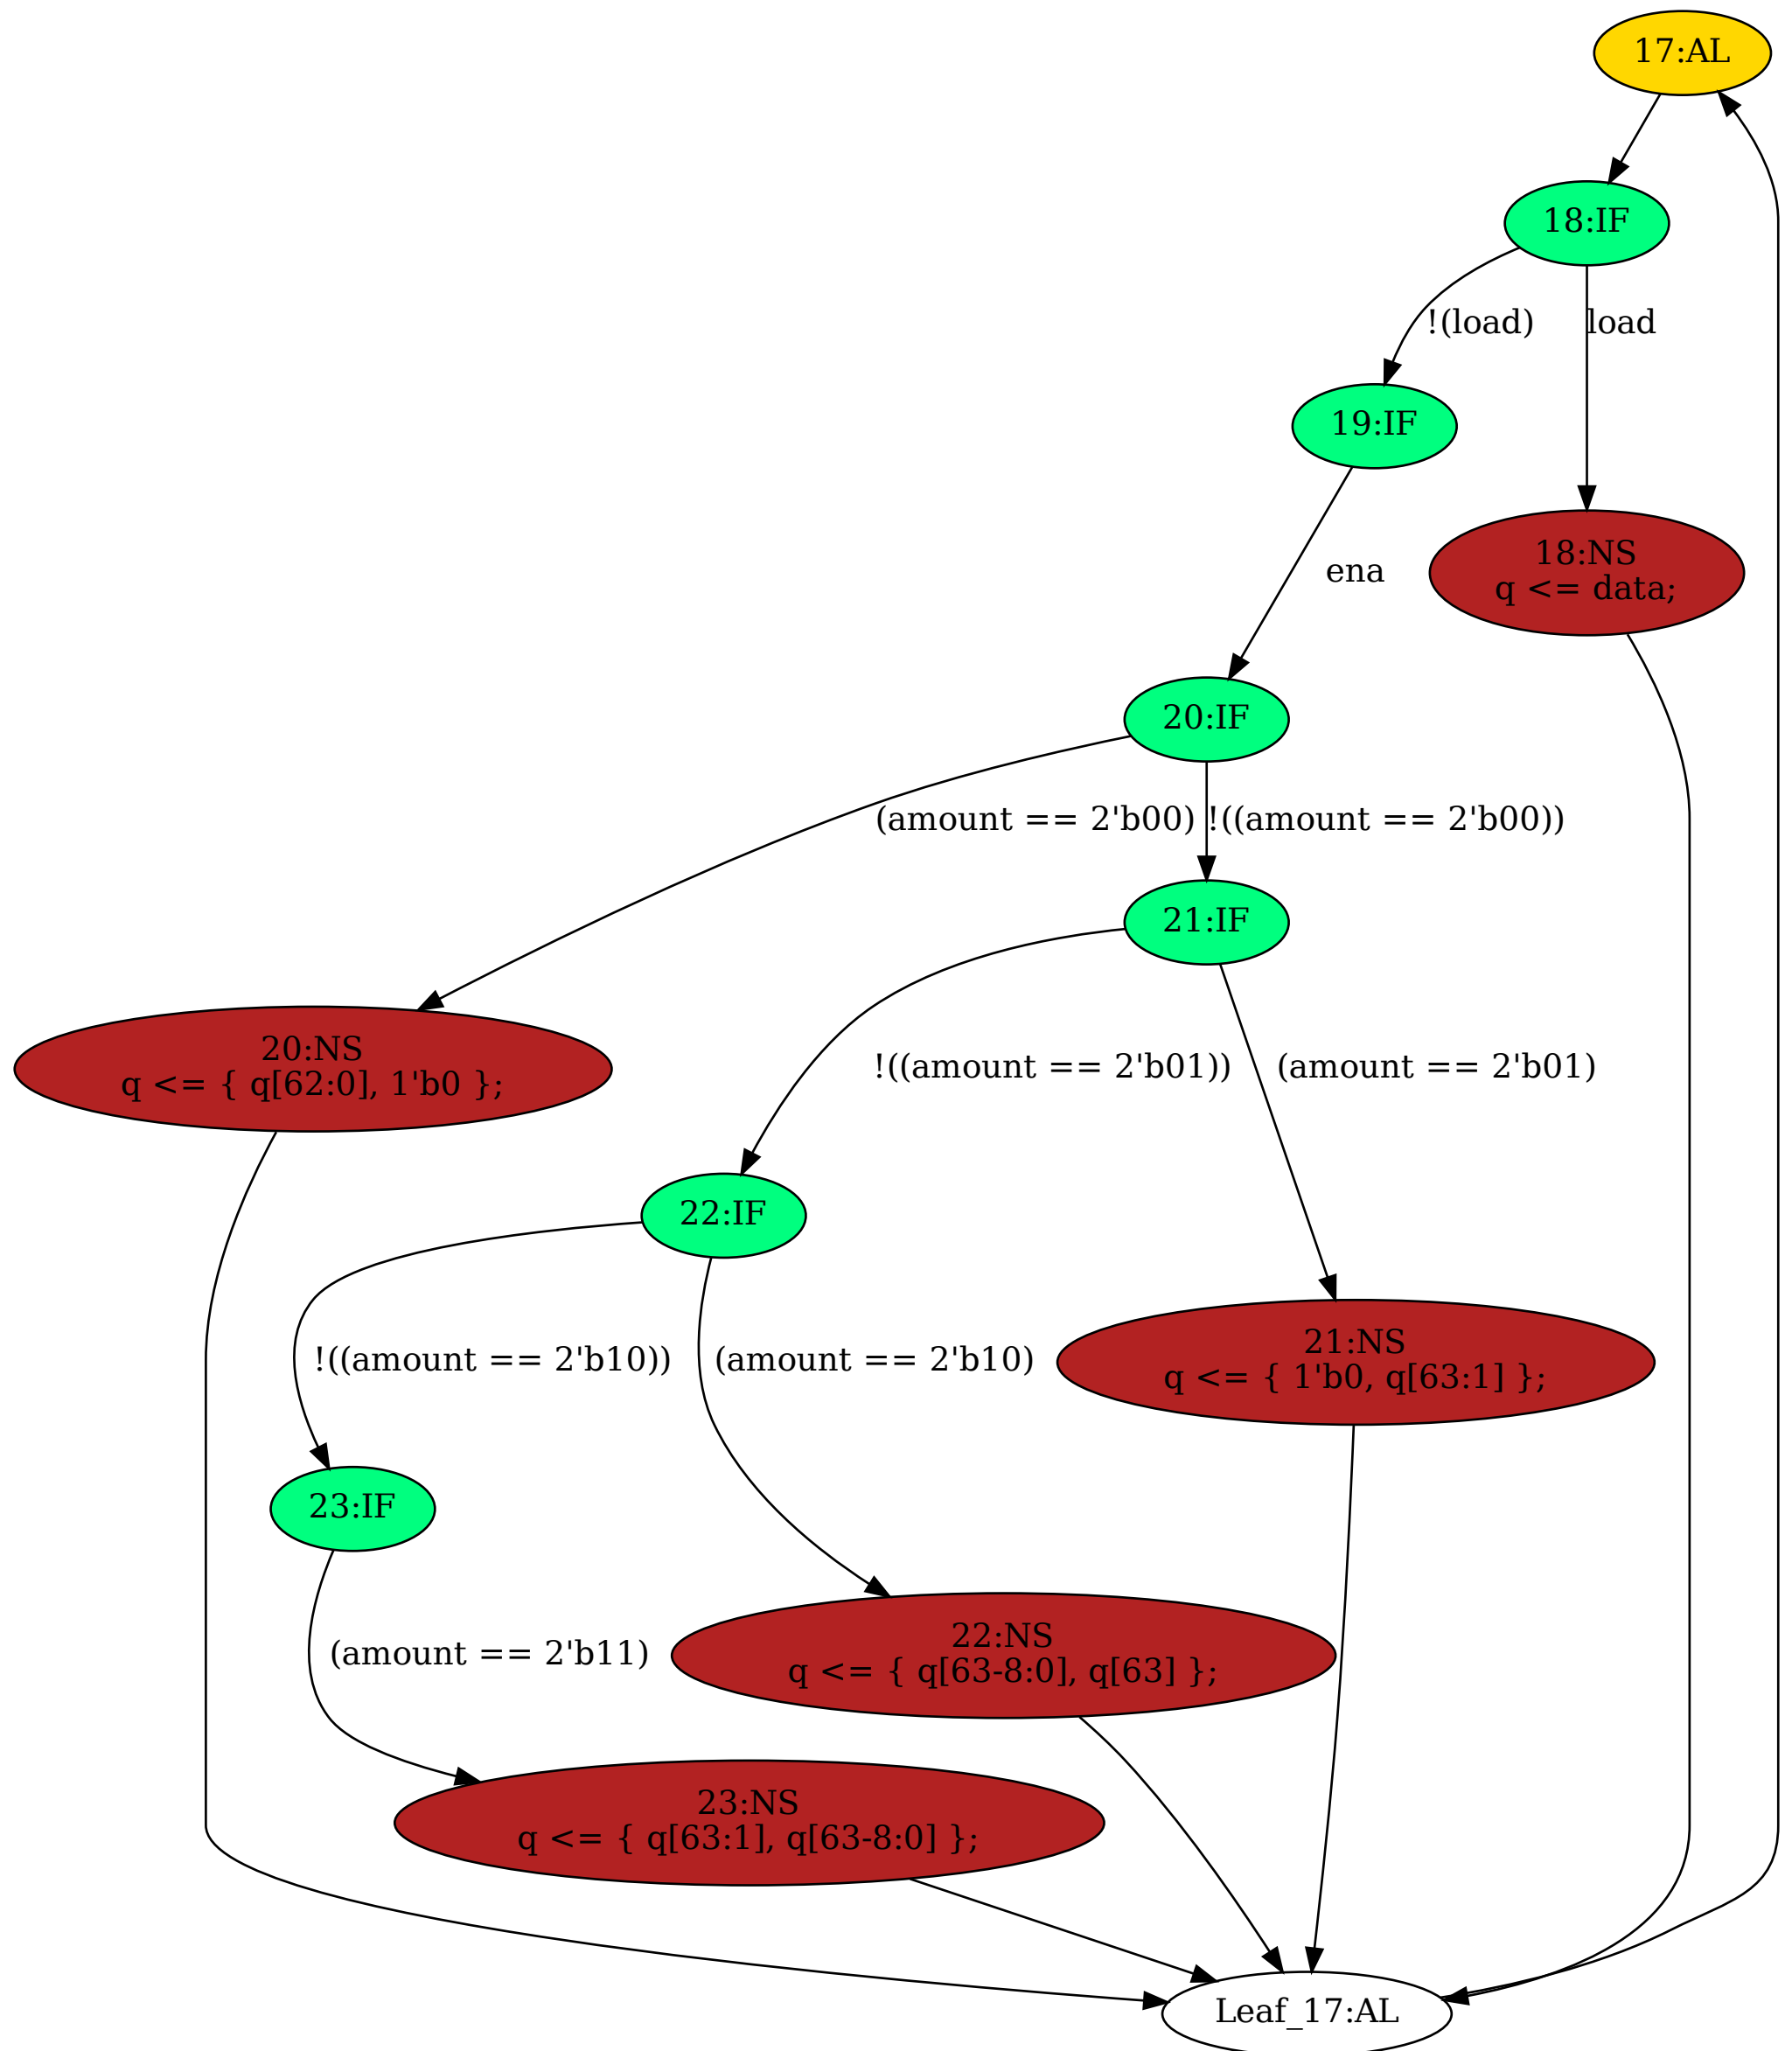 17:AL
18:IF
!(load)
load
19:IF
18:NS
q <= data;
ena
20:IF
(amount == 2'b00)
!((amount == 2'b00))
21:IF
20:NS
q <= { q[62:0], 1'b0 };
!((amount == 2'b01))
(amount == 2'b01)
22:IF
21:NS
q <= { 1'b0, q[63:1] };
!((amount == 2'b10))
(amount == 2'b10)
23:IF
(amount == 2'b11)
22:NS
q <= { q[63-8:0], q[63] };
23:NS
q <= { q[63:1], q[63-8:0] };
Leaf_17:AL